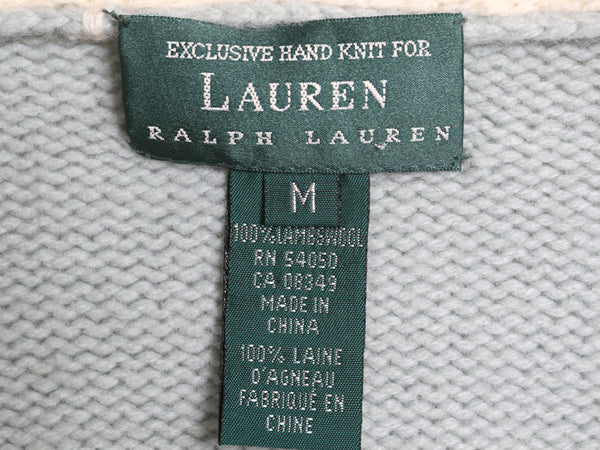 EXCLUSIVE HAND KNIT FOR
LAUREN
RALPH LAUREN
M
100% LAMBSWOOL
RN 54050
CA 08349
MADE IN
CHINA
100% LAINE
D'AGNEAU
FABRIQUÉ EN
CHINE